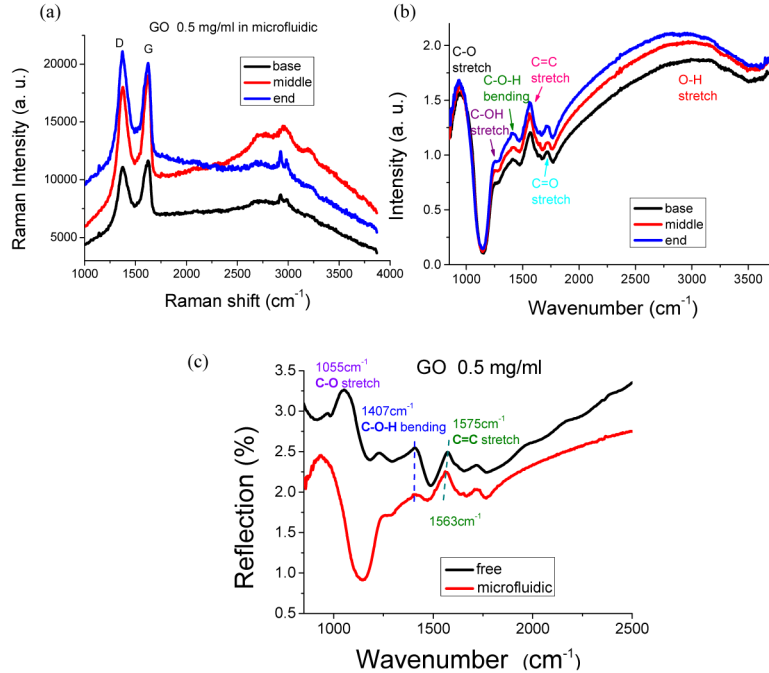 (a)
GO 0.5 mg/ml in microfluidic
D
G
base
middle
end
20000
15000
10000
5000
Raman Intensity (a. u.)
1000 1500 2000 2500 3000 3500 4000
Raman shift (cm⁻¹)
(b)
C-O
stretch
C-O-H
bending
C=C
stretch
C-OH
stretch
O-H
stretch
C=O
stretch
base
middle
end
2.0
1.5
1.0
0.5
0.0
Intensity (a. u.)
1000 1500 2000 2500 3000 3500
Wavenumber (cm⁻¹)
(c)
GO 0.5 mg/ml
1055cm⁻¹
C-O stretch
1407cm⁻¹
C-O-H bending
1575cm⁻¹
C=C stretch
1563cm⁻¹
free
microfluidic
3.5
3.0
2.5
2.0
1.5
1.0
0.5
Reflection (%)
1000 1500 2000 2500
Wavenumber (cm⁻¹)